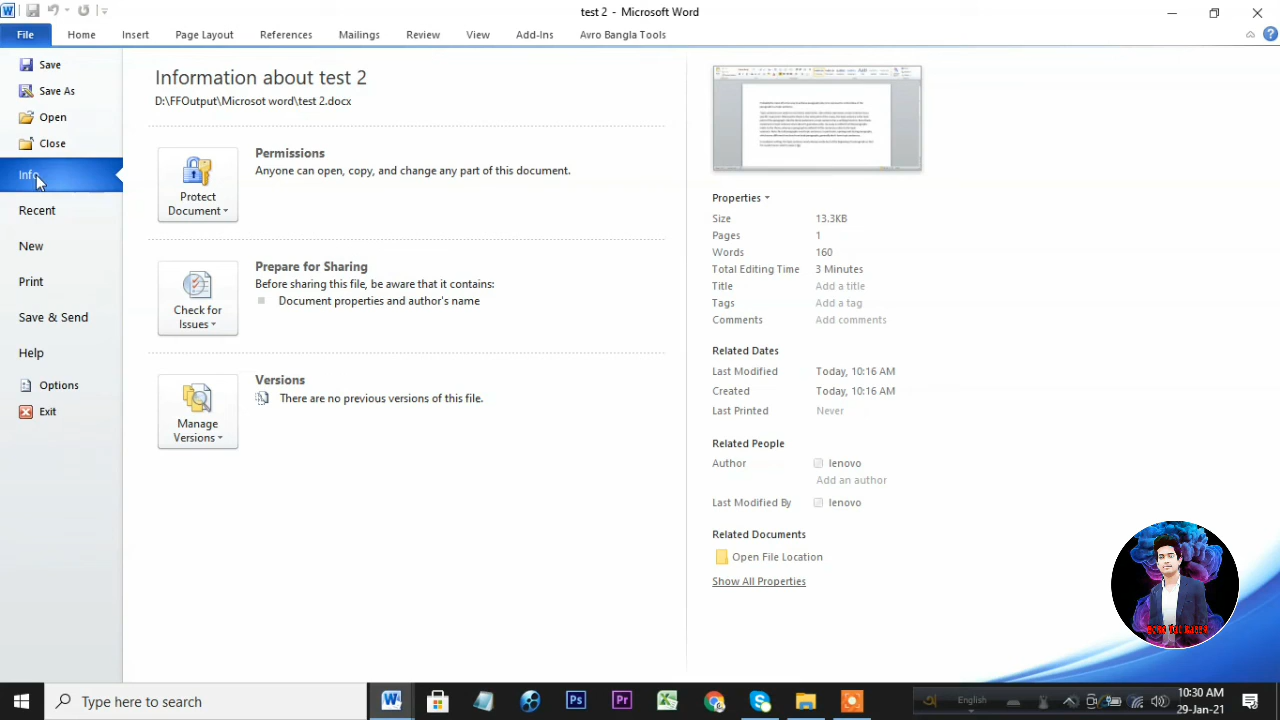 test 2 - Microsoft Word
File Home Insert Page Layout References Mailings Review View Add-Ins Avro Bangla Tools
Save
Save As
Open
Close
Info
Recent
New
Print
Save & Send
Help
Options
Exit
Information about test 2
D:\FFOutput\Microsot word\test 2.docx
Protect
Document
Permissions
Anyone can open, copy, and change any part of this document.
Check for
Issues
Prepare for Sharing
Before sharing this file, be aware that it contains:
Document properties and author's name
Manage
Versions
Versions
There are no previous versions of this file.
Properties
Size 13.3KB
Pages 1
Words 160
Total Editing Time 3 Minutes
Title Add a title
Tags Add a tag
Comments Add comments
Related Dates
Last Modified Today, 10:16 AM
Created Today, 10:16 AM
Last Printed Never
Related People
Author lenovo
Add an author
Last Modified By lenovo
Related Documents
Open File Location
Show All Properties
Type here to search
Ps
Pr
English
10:30 AM
29-Jan-21